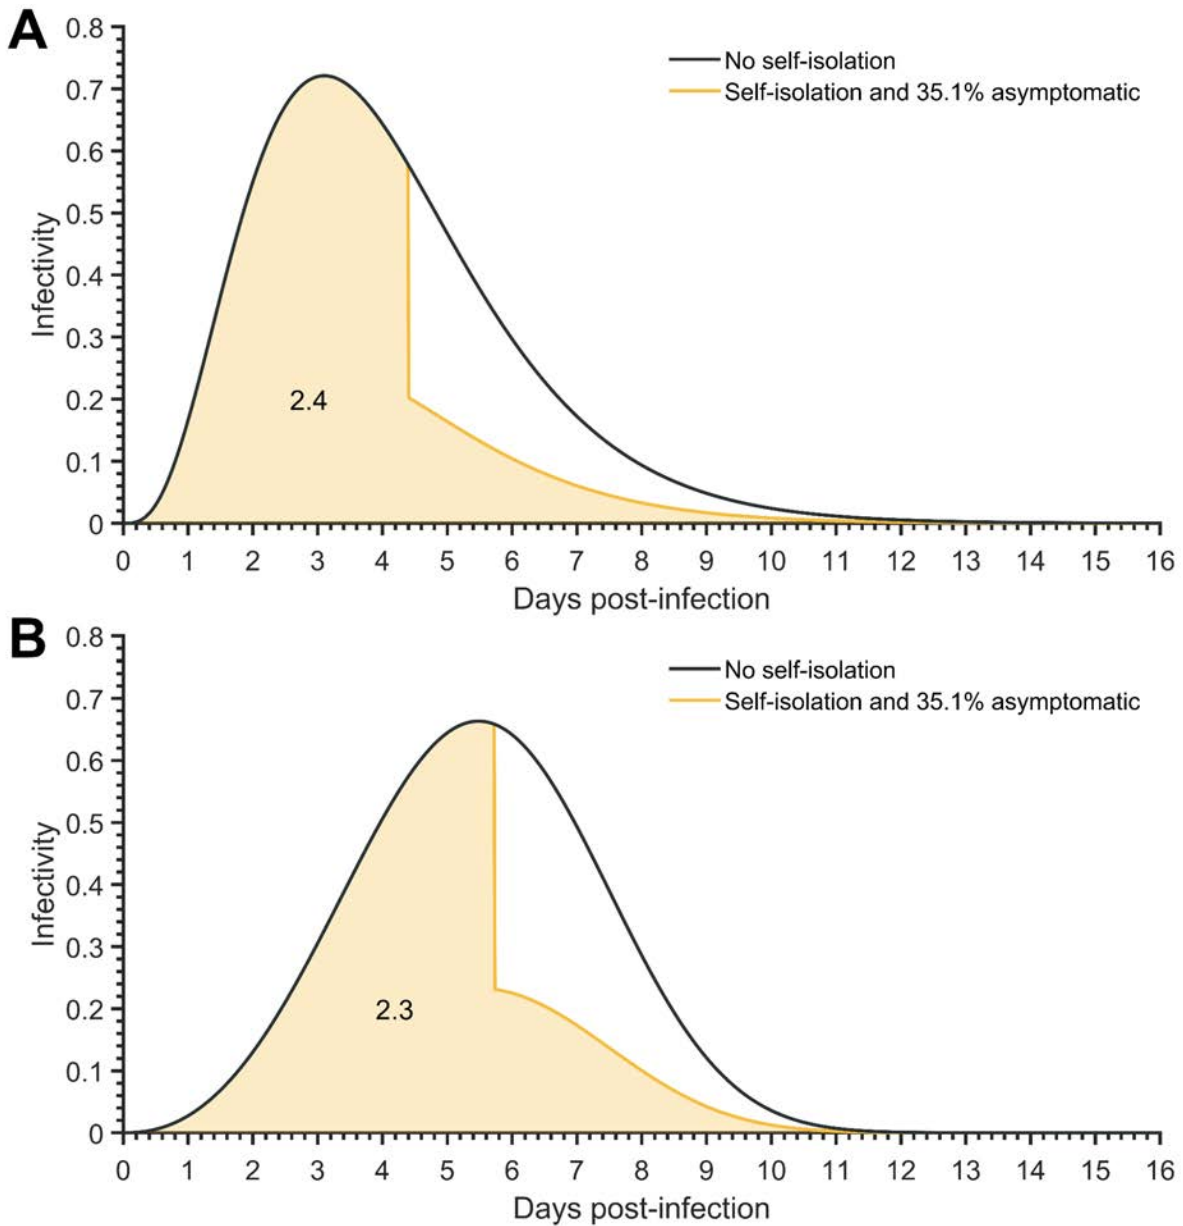 A
0.8
0.7
0.6
0.5
0.4
0.3
0.2
0.1
0
Infectivity
No self-isolation
Self-isolation and 35.1% asymptomatic
2.4
0 1 2 3 4 5 6 7 8 9 10 11 12 13 14 15 16
Days post-infection
B
0.8
0.7
0.6
0.5
0.4
0.3
0.2
0.1
0
Infectivity
No self-isolation
Self-isolation and 35.1% asymptomatic
2.3
0 1 2 3 4 5 6 7 8 9 10 11 12 13 14 15 16
Days post-infection